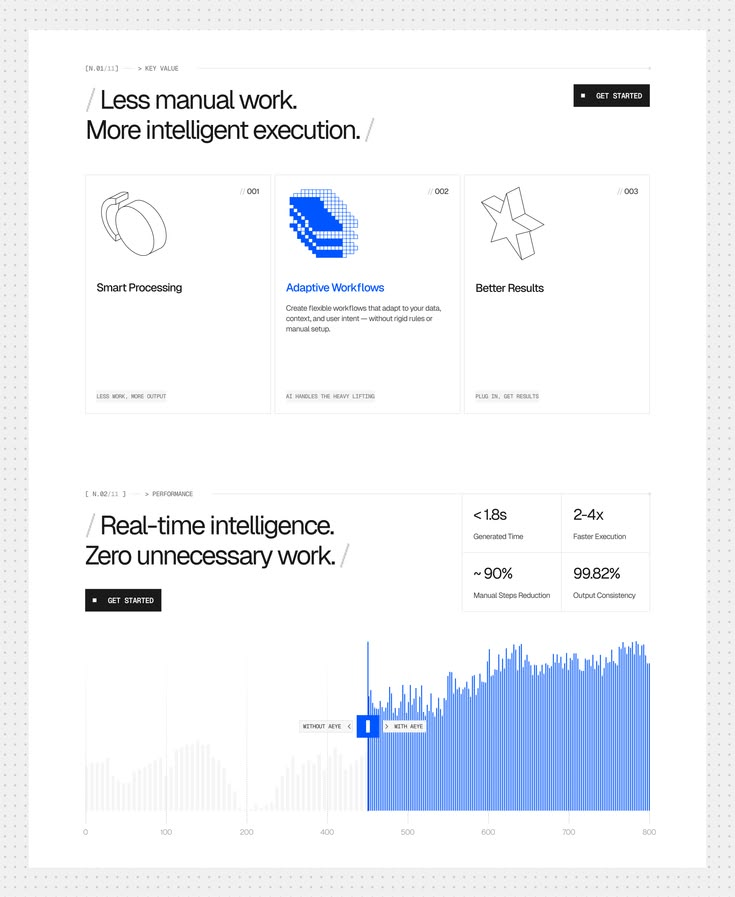 [N.01/11] > KEY VALUE
/ Less manual work.
More intelligent execution. /
GET STARTED
// 001
Smart Processing
LESS WORK, MORE OUTPUT
// 002
Adaptive Workflows
Create flexible workflows that adapt to your data,
context, and user intent — without rigid rules or
manual setup.
AI HANDLES THE HEAVY LIFTING
// 003
Better Results
PLUG IN, GET RESULTS
[ N.02/11 ] > PERFORMANCE
/ Real-time intelligence.
Zero unnecessary work. /
GET STARTED
< 1.8s
Generated Time
2-4x
Faster Execution
~ 90%
Manual Steps Reduction
99.82%
Output Consistency
WITHOUT AEYE <
> WITH AEYE
0 100 200 400 500 600 700 800